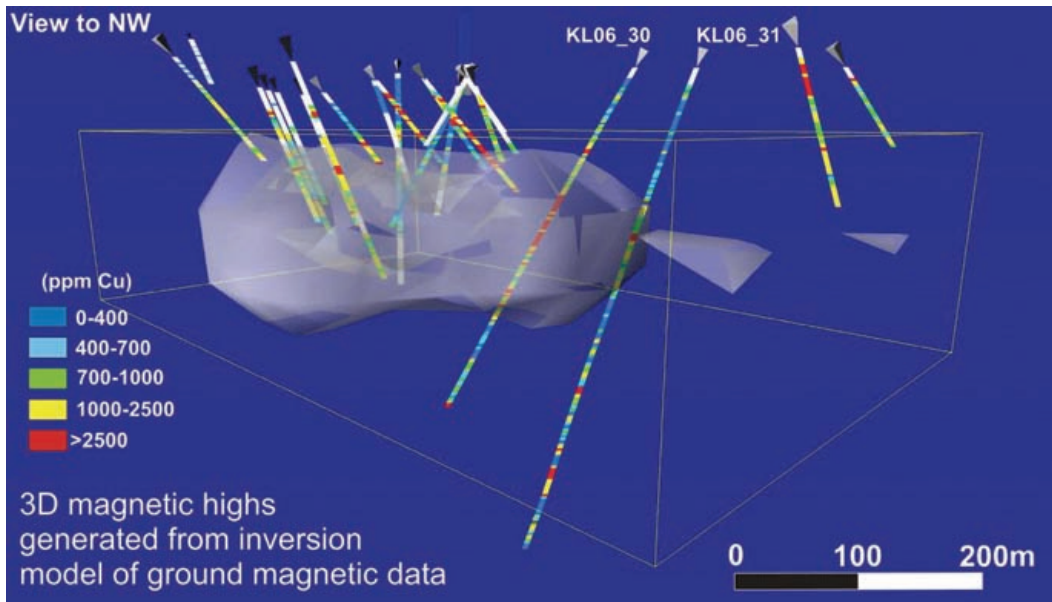 View to NW
KL06_30
KL06_31
(ppm Cu)
0-400
400-700
700-1000
1000-2500
>2500
3D magnetic highs
generated from inversion
model of ground magnetic data
0 100 200m